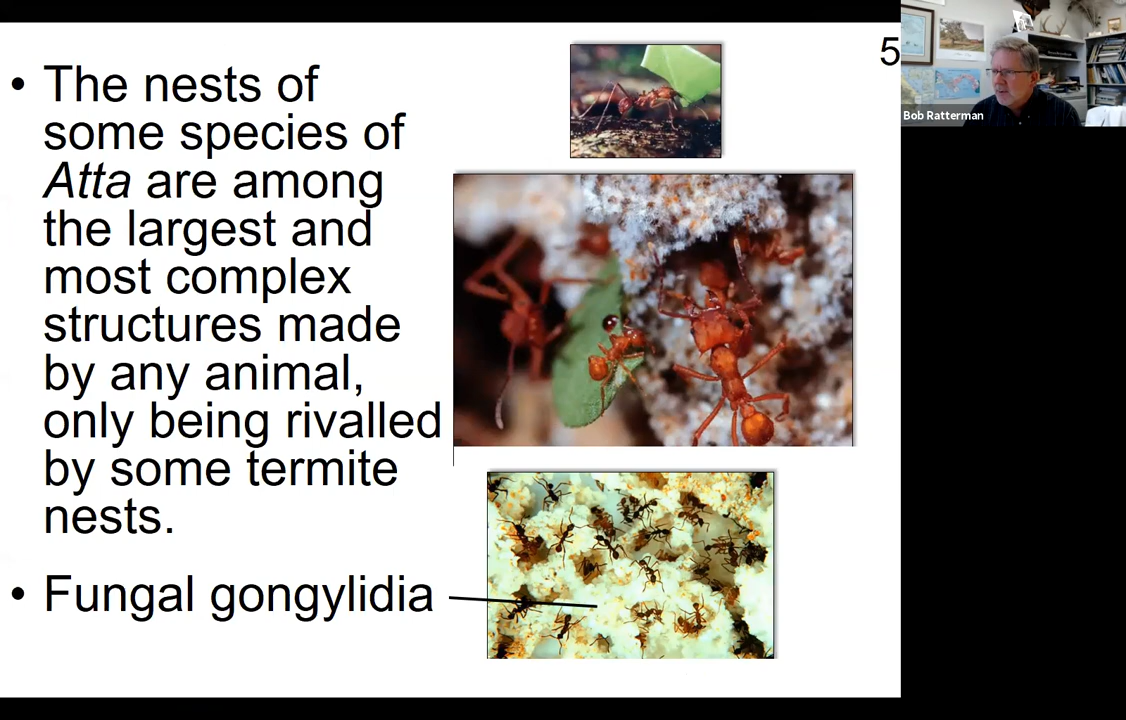 • The nests of
some species of
Atta are among
the largest and
most complex
structures made
by any animal,
only being rivalled
by some termite
nests.
• Fungal gongylidia
5
Bob Ratterman